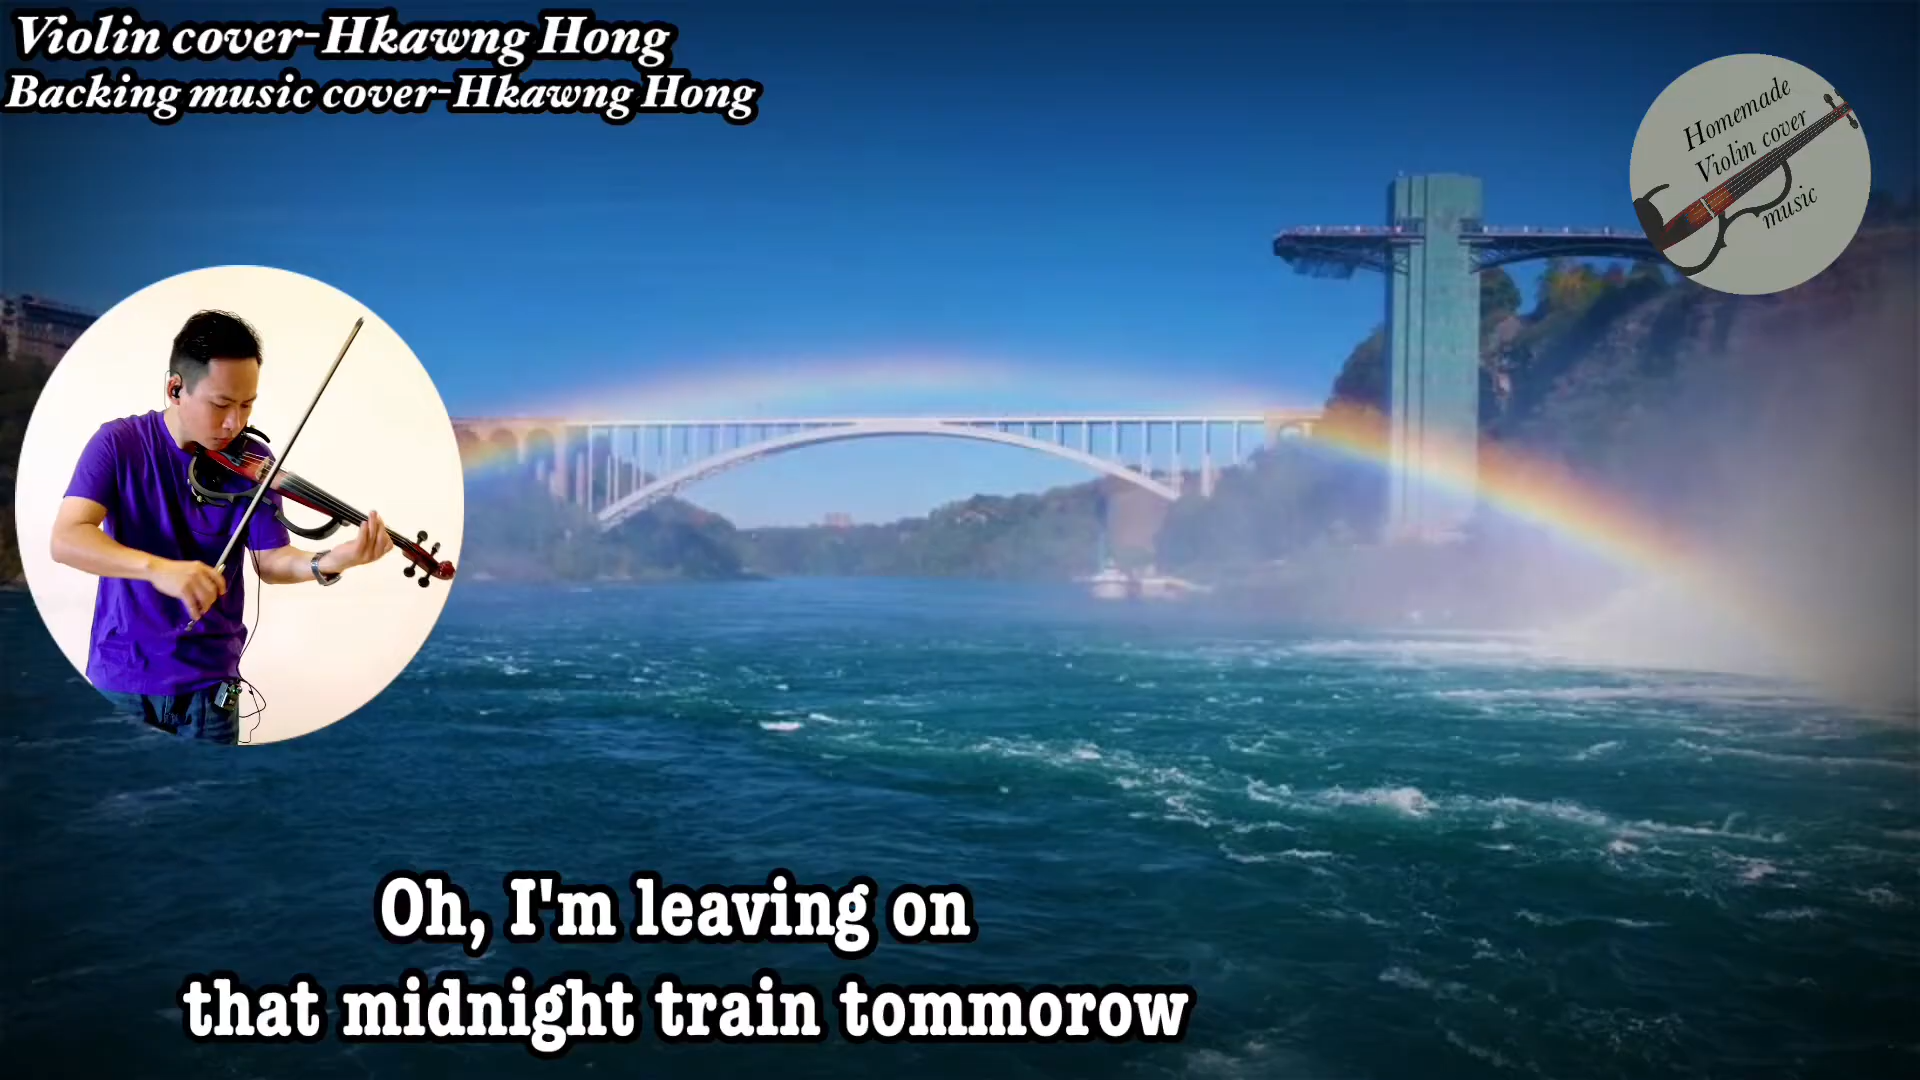 Violin cover-Hkawng Hong
Backing music cover-Hkawng Hong
Homemade
Violin cover
music
Oh, I'm leaving on
that midnight train tommorow